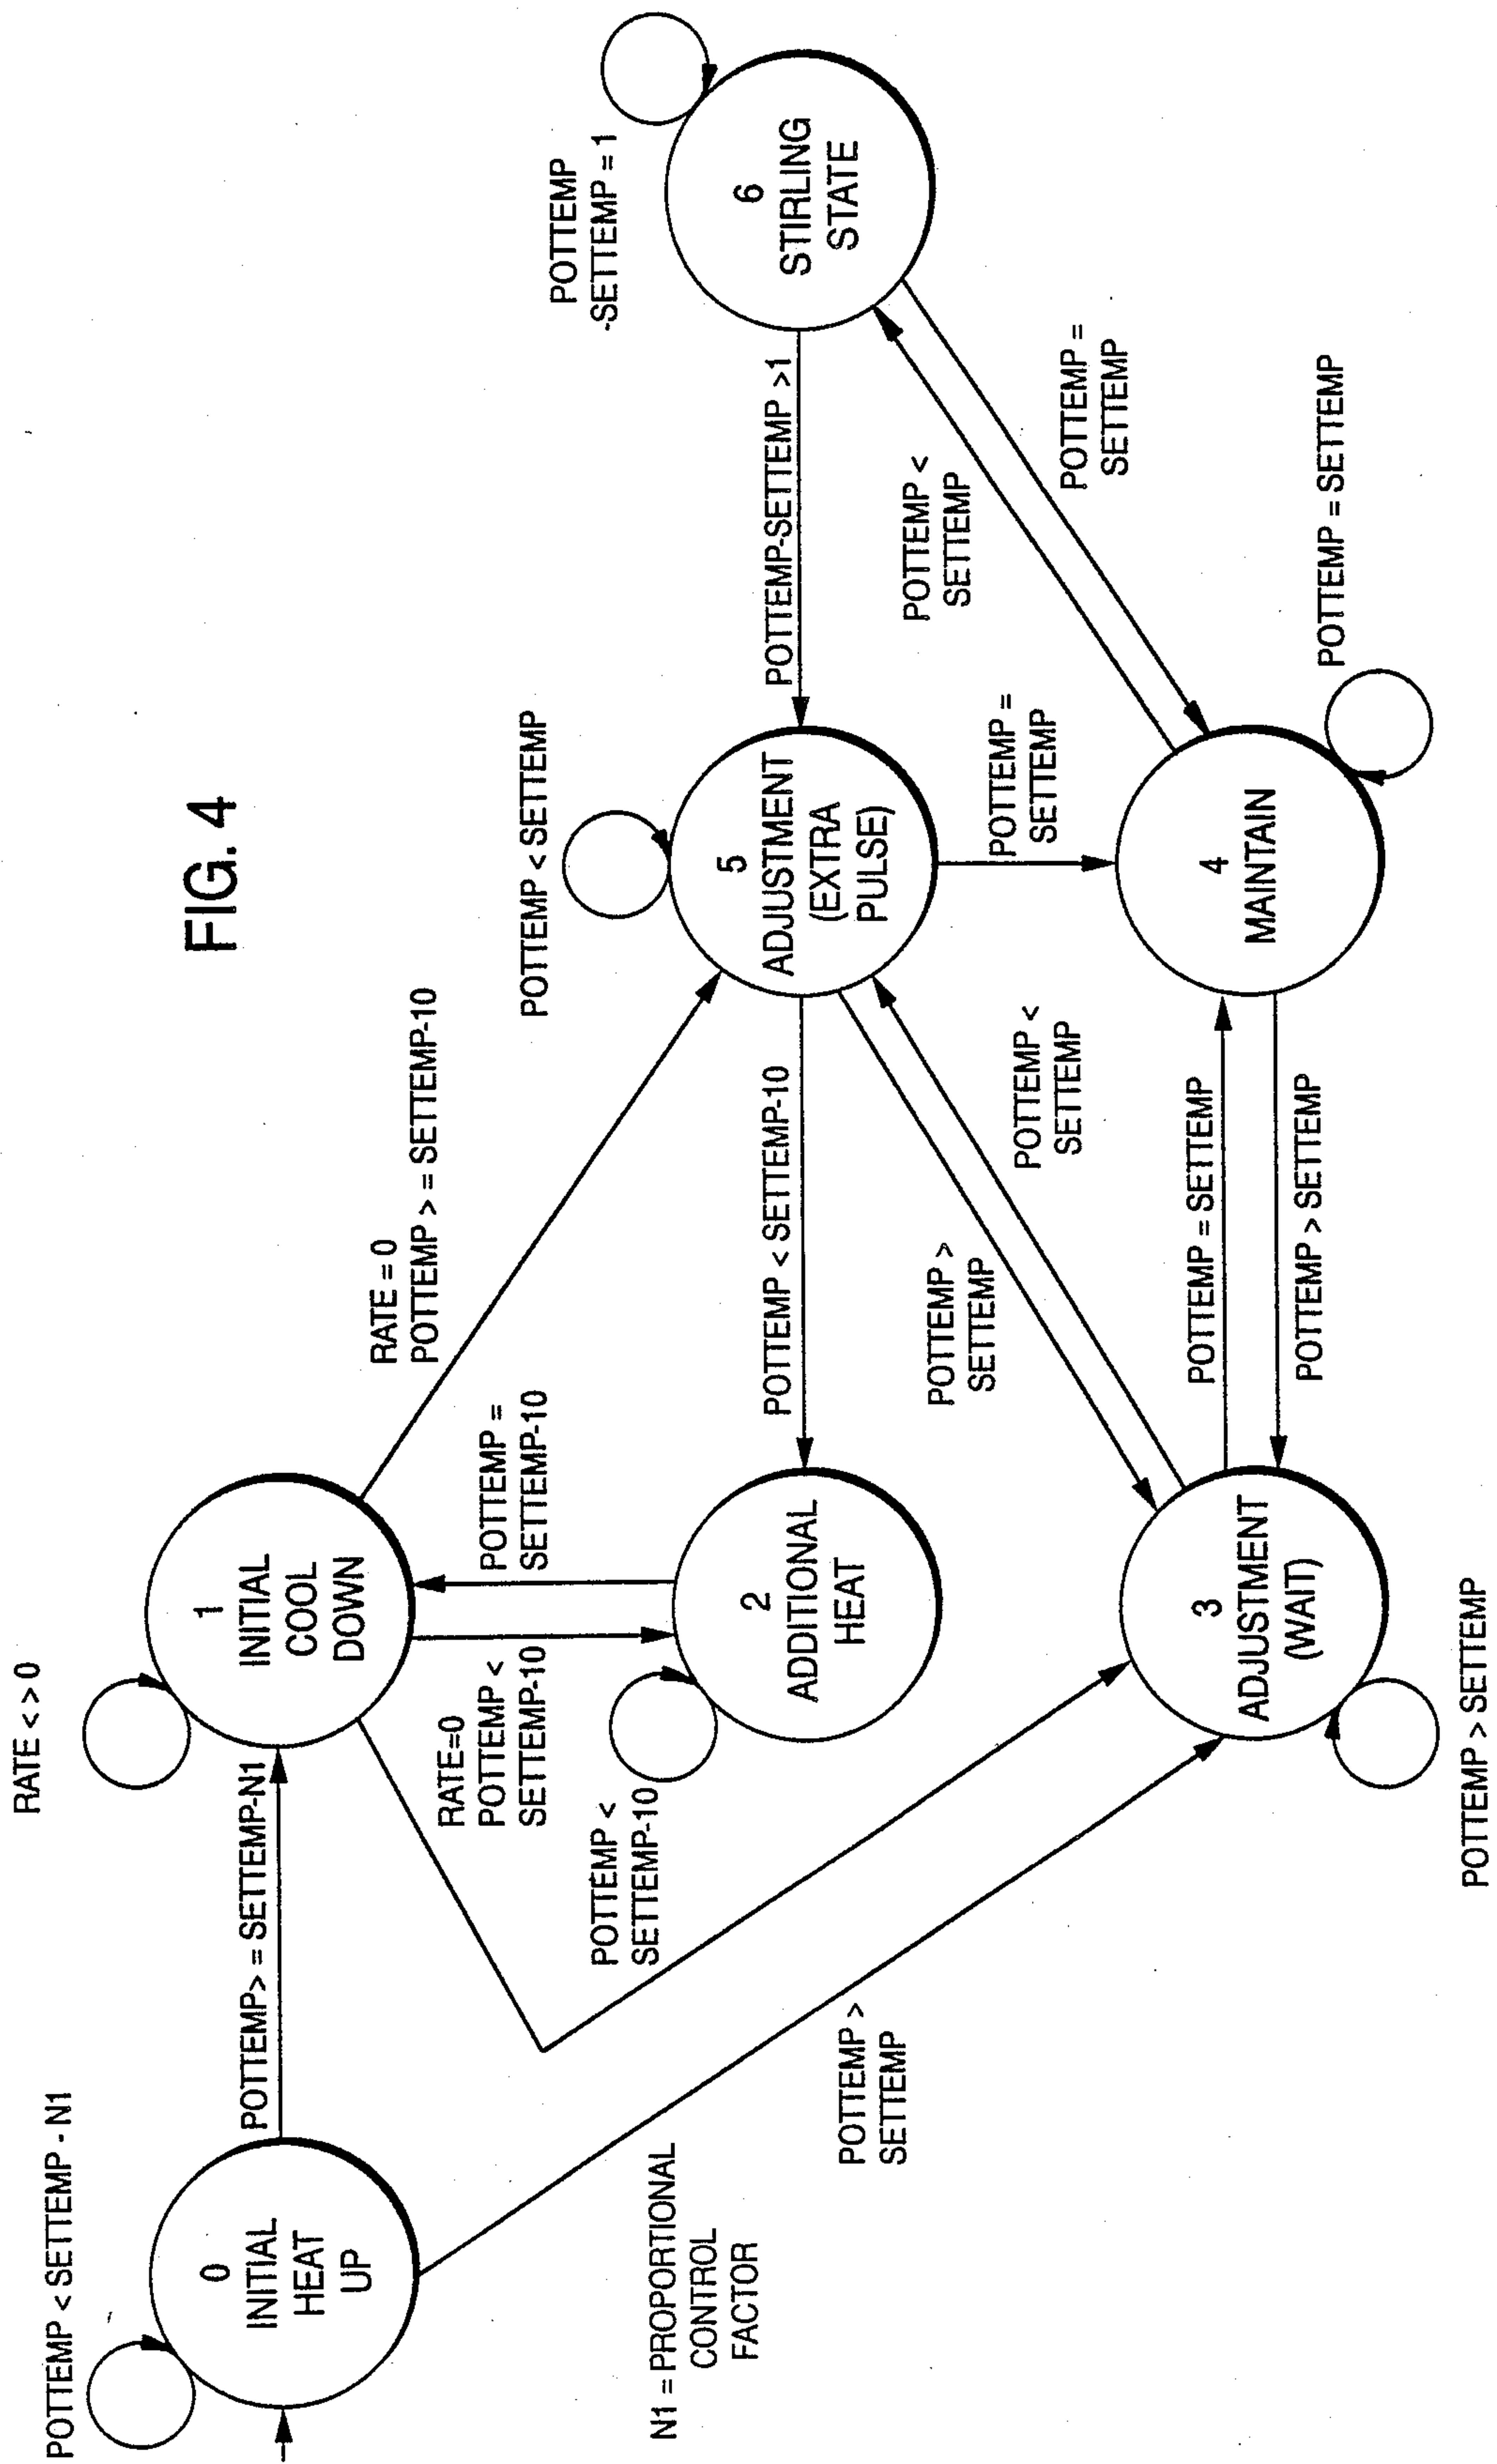 FIG. 4
POTTEMP < SETTEMP - N1
0
INITIAL
HEAT
UP
POTTEMP> = SETTEMP-N1
RATE < > 0
1
INITIAL
COOL
DOWN
RATE = 0
POTTEMP > = SETTEMP-10
RATE=0
POTTEMP <
SETTEMP-10
POTTEMP =
SETTEMP-10
POTTEMP <
SETTEMP-10
2
ADDITIONAL
HEAT
POTTEMP < SETTEMP-10
POTTEMP < SETTEMP
5
ADJUSTMENT
(EXTRA
PULSE)
POTTEMP-SETTEMP >1
POTTEMP
-SETTEMP = 1
6
STIRLING
STATE
N1 = PROPORTIONAL
CONTROL
FACTOR
POTTEMP >
SETTEMP
POTTEMP >
SETTEMP
POTTEMP <
SETTEMP
POTTEMP =
SETTEMP
POTTEMP <
SETTEMP
POTTEMP =
SETTEMP
3
ADJUSTMENT
(WAIT)
POTTEMP = SETTEMP
POTTEMP > SETTEMP
4
MAINTAIN
POTTEMP = SETTEMP
POTTEMP > SETTEMP